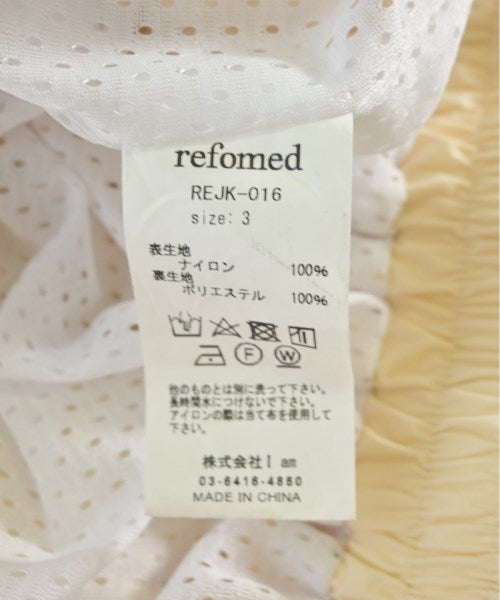 refomed
REJK-016
size: 3
表生地
ナイロン 100%
裏生地
ポリエステル 100%
F W
他のものとは別に洗って下さい。
長時間水につけないで下さい。
アイロンの際は当て布を使用して
下さい。
株式会社I am
03-6416-4860
MADE IN CHINA